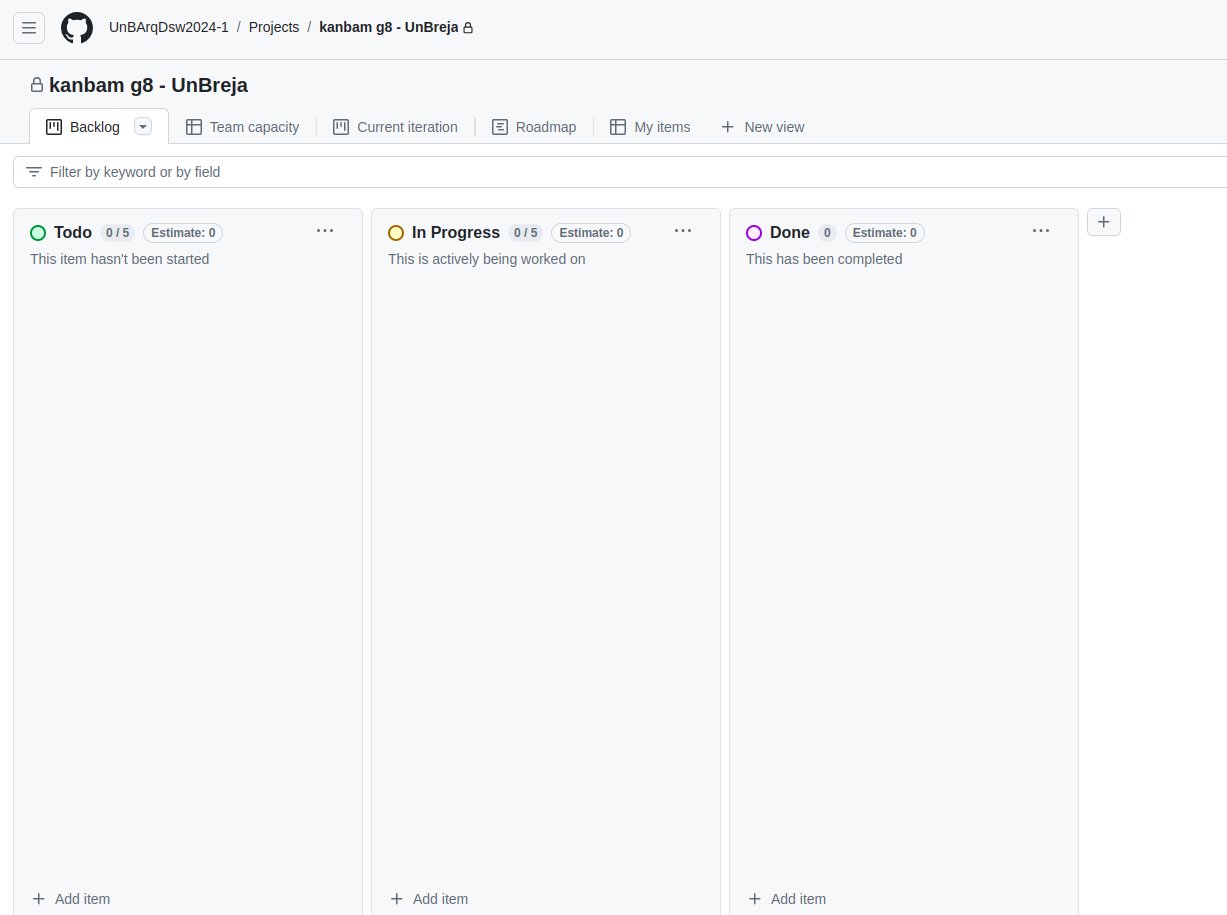 UnBArqDsw2024-1 / Projects / kanbam g8 - UnBreja
kanbam g8 - UnBreja
Backlog Team capacity Current iteration Roadmap My items New view
Filter by keyword or by field
Todo 0 / 5 Estimate: 0
This item hasn't been started
In Progress 0 / 5 Estimate: 0
This is actively being worked on
Done 0 Estimate: 0
This has been completed
Add item
Add item
Add item